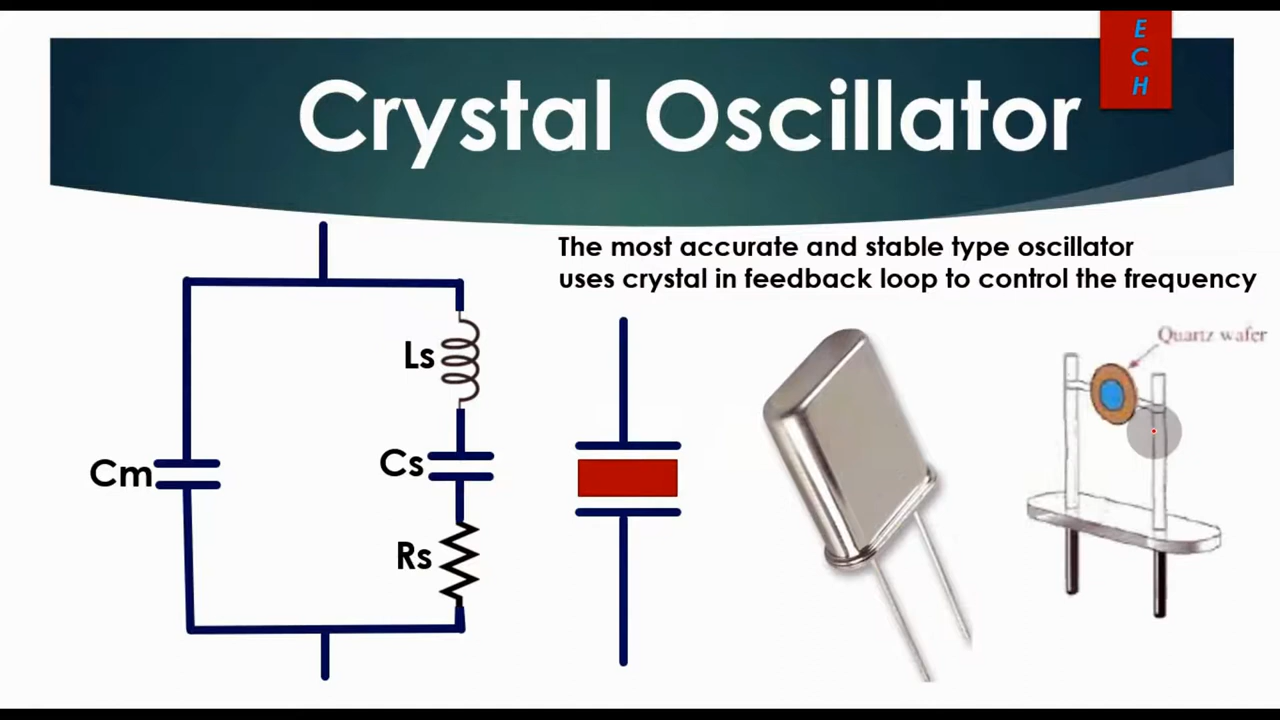 E
C
H
Crystal Oscillator
The most accurate and stable type oscillator
uses crystal in feedback loop to control the frequency
Ls
Cs
Cm
Rs
Quartz wafer